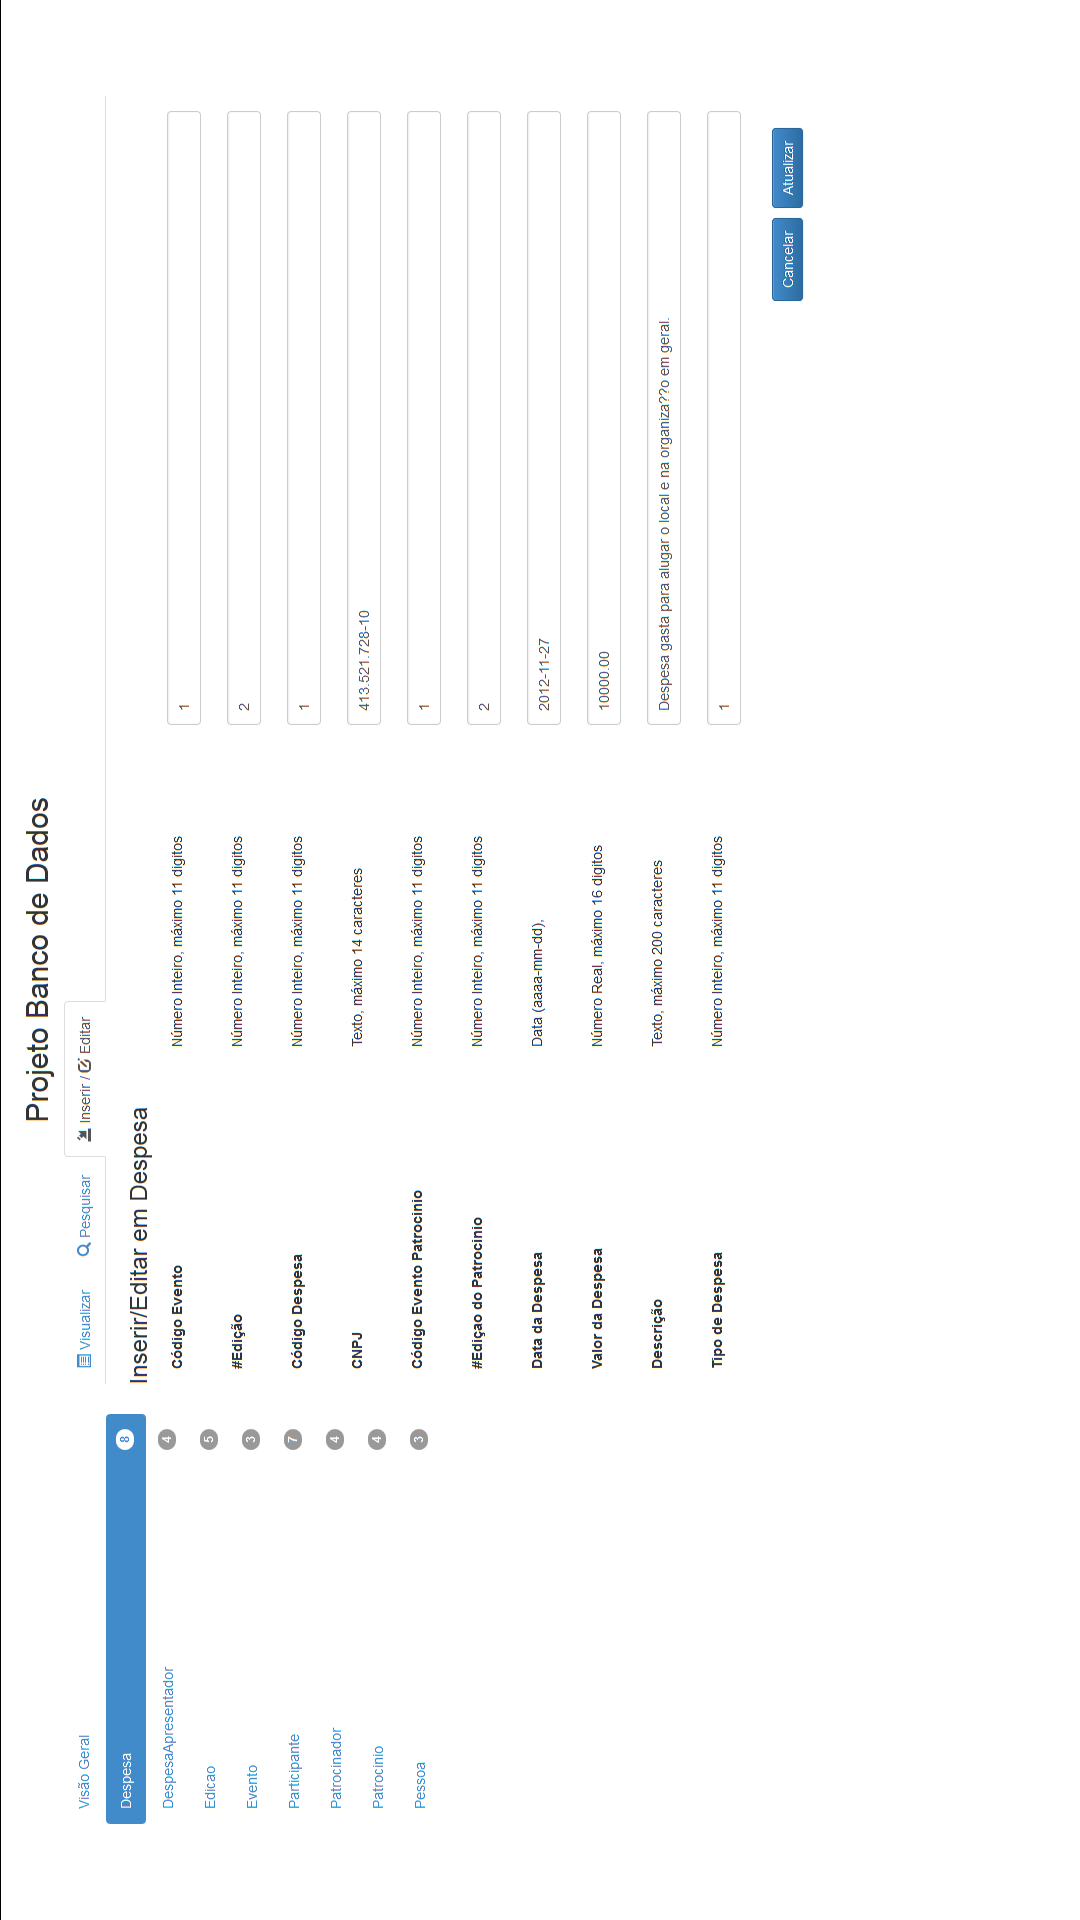 Projeto Banco de Dados
Visão Geral
Despesa 8
DespesaApresentador 4
Edicao 5
Evento 3
Participante 7
Patrocinador 4
Patrocinio 4
Pessoa 3
Visualizar Pesquisar Inserir / Editar
Inserir/Editar em Despesa
Código Evento Número Inteiro, máximo 11 digitos 1
#Edição Número Inteiro, máximo 11 digitos 2
Código Despesa Número Inteiro, máximo 11 digitos 1
CNPJ Texto, máximo 14 caracteres 413.521.728-10
Código Evento Patrocinio Número Inteiro, máximo 11 digitos 1
#Ediçao do Patrocinio Número Inteiro, máximo 11 digitos 2
Data da Despesa Data (aaaa-mm-dd), 2012-11-27
Valor da Despesa Número Real, máximo 16 digitos 10000.00
Descrição Texto, máximo 200 caracteres Despesa gasta para alugar o local e na organiza??o em geral.
Tipo de Despesa Número Inteiro, máximo 11 digitos 1
Cancelar Atualizar